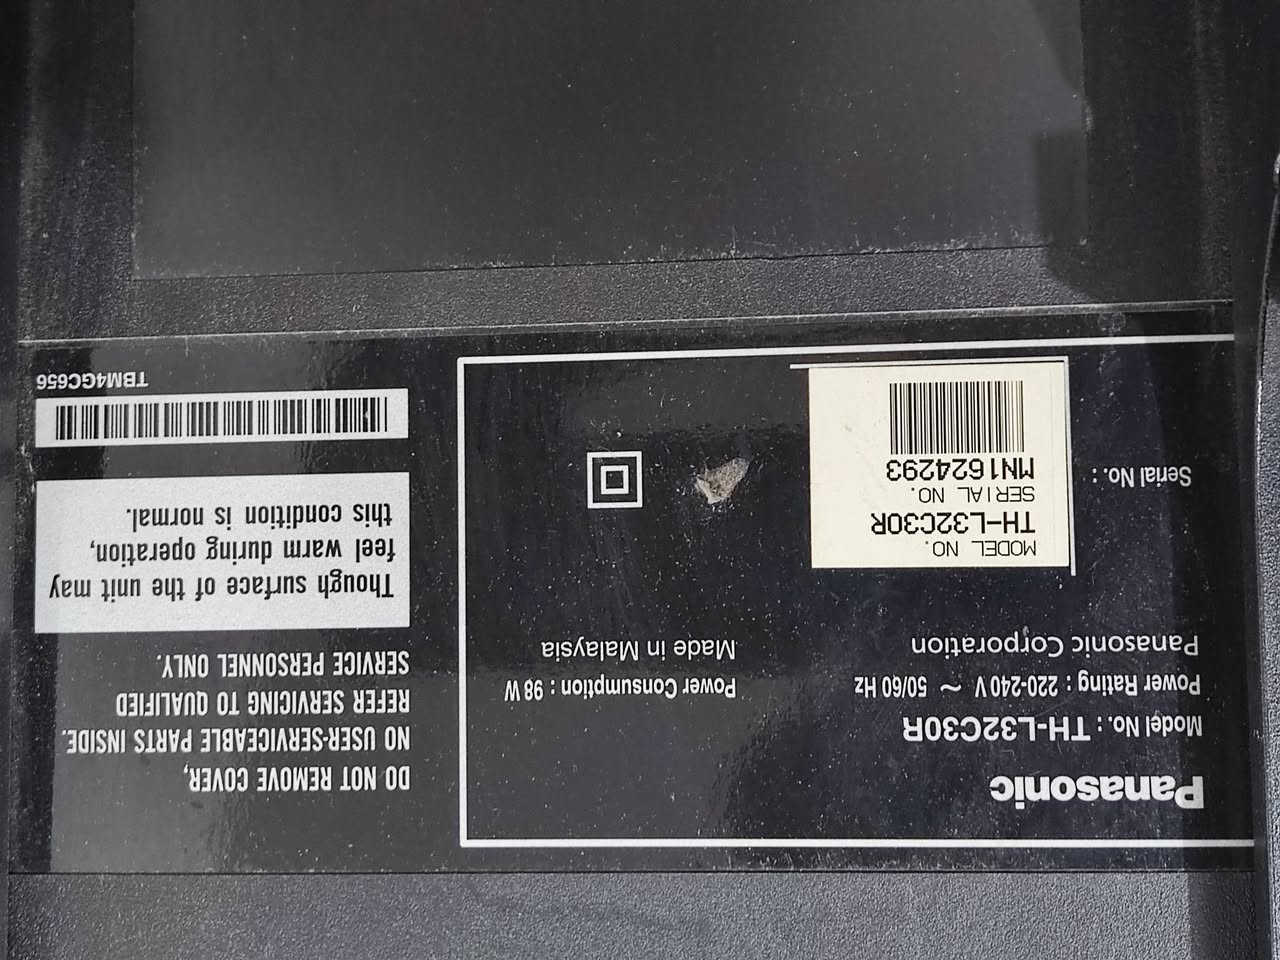 Panasonic
Model No. : TH-L32C30R
Power Rating : 220-240 V ~ 50/60 Hz
Power Consumption : 98 W
Panasonic Corporation
Made in Malaysia
MODEL NO.
TH-L32C30R
SERIAL NO.
MN1624293
Serial No. :
DO NOT REMOVE COVER,
NO USER-SERVICEABLE PARTS INSIDE.
REFER SERVICING TO QUALIFIED
SERVICE PERSONNEL ONLY.
Though surface of the unit may
feel warm during operation,
this condition is normal.
TBM4GC656